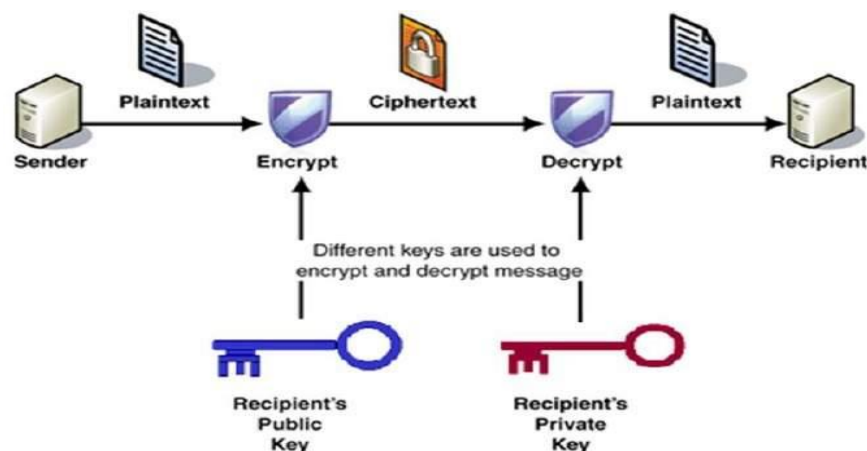 Plaintext
Ciphertext
Plaintext
Sender
Encrypt
Decrypt
Recipient
Different keys are used to
encrypt and decrypt message
Recipient's
Public
Key
Recipient's
Private
Key